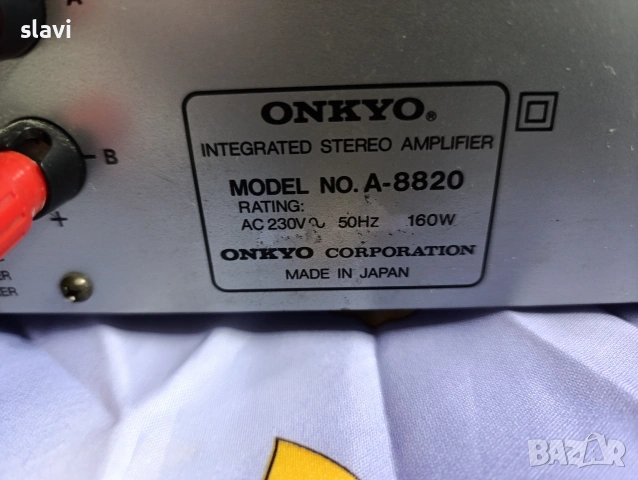 slavi
A
B
+
ONKYO®
INTEGRATED STEREO AMPLIFIER
MODEL NO. A-8820
RATING:
AC 230V∿ 50Hz 160W
ONKYO CORPORATION
MADE IN JAPAN
BAZAR